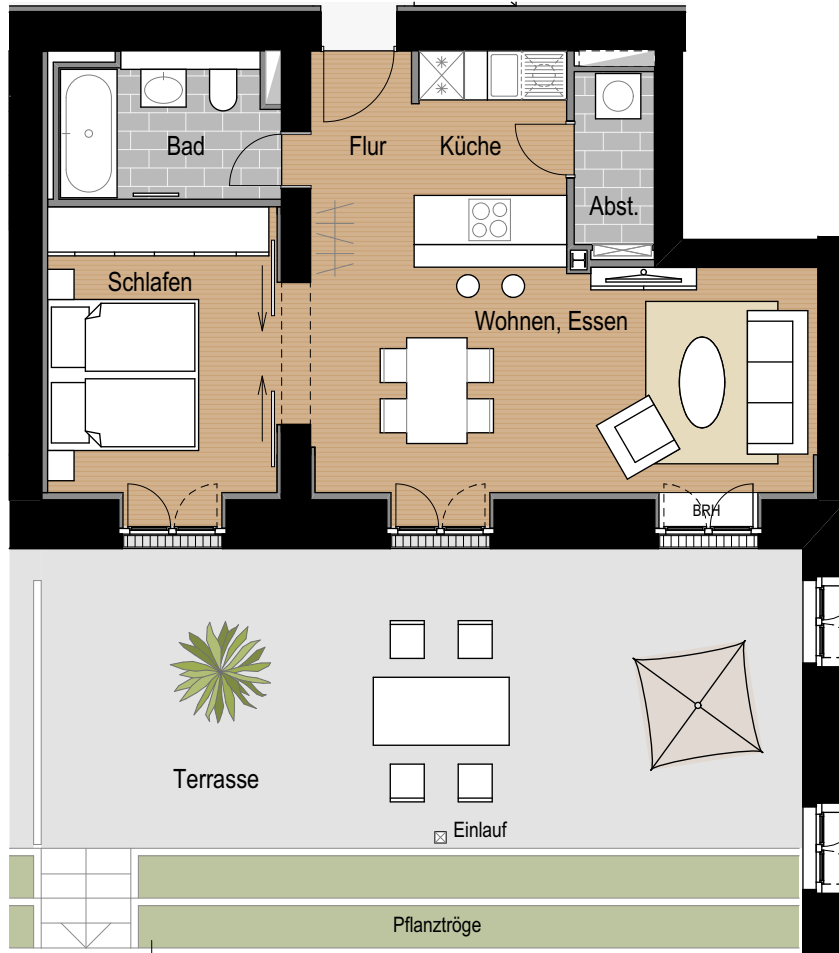 Bad
Flur
Küche
Abst.
Schlafen
Wohnen, Essen
BRH
Terrasse
Einlauf
Pflanztröge